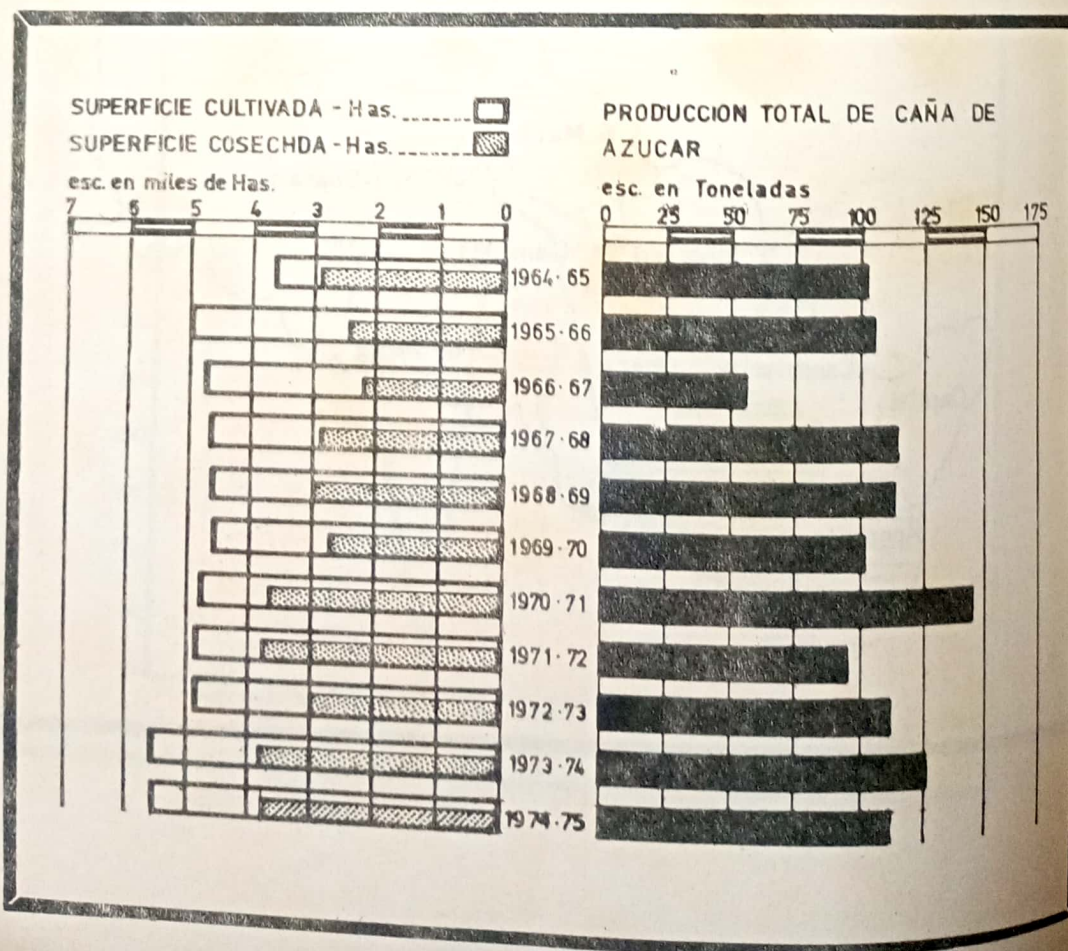 SUPERFICIE CULTIVADA - Has.
SUPERFICIE COSECHDA - Has.
esc. en miles de Has.
7 6 5 4 3 2 1 0
PRODUCCION TOTAL DE CAÑA DE
AZUCAR
esc. en Toneladas
0 25 50 75 100 125 150 175
1964·65
1965·66
1966·67
1967·68
1968·69
1969·70
1970·71
1971·72
1972·73
1973·74
1974·75